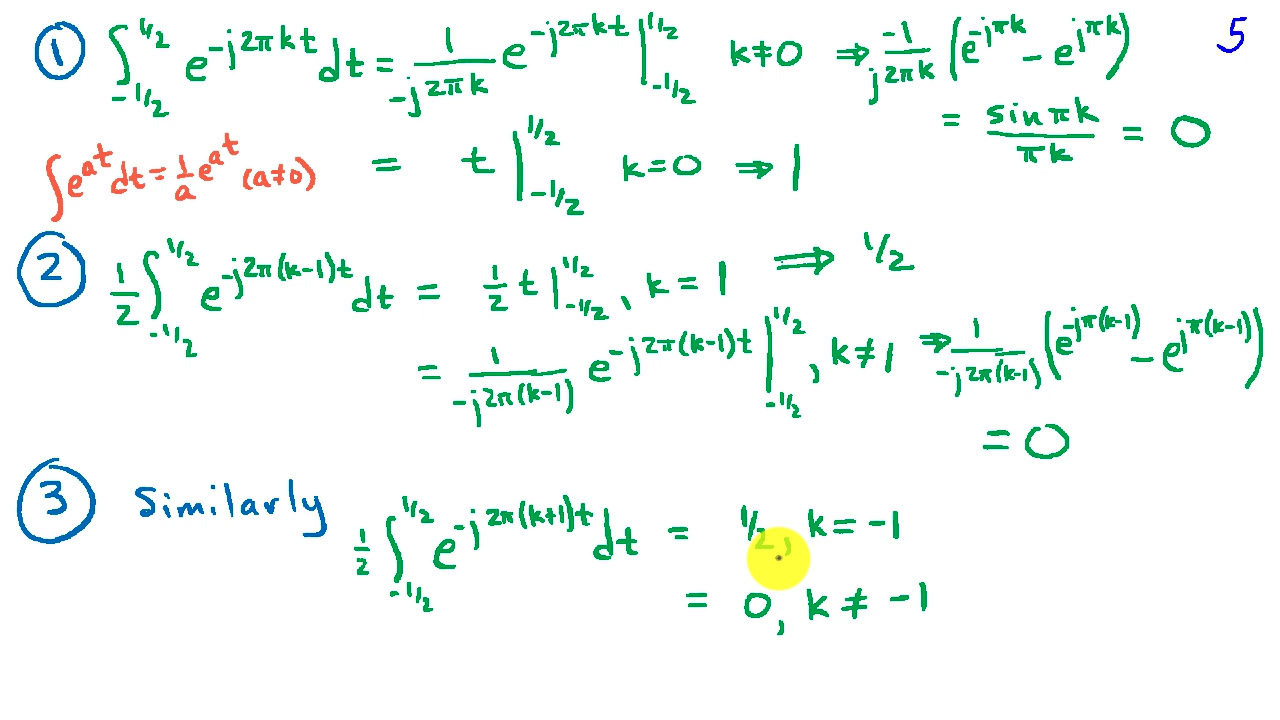 5
① ∫_{-1/2}^{1/2} e^{-j2πkt} dt = 1/(-j2πk) e^{-j2πkt} |_{-1/2}^{1/2} k≠0 ⇒ -1/(j2πk) (e^{-jπk} - e^{jπk})
= sinπk/πk = 0
∫e^{at}dt = 1/a e^{at} (a≠0) = t |_{-1/2}^{1/2} k=0 ⇒ 1
② 1/2 ∫_{-1/2}^{1/2} e^{-j2π(k-1)t} dt = 1/2 t |_{-1/2}^{1/2}, k = 1 ⇒ 1/2
= 1/(-j2π(k-1)) e^{-j2π(k-1)t} |_{-1/2}^{1/2}, k≠1 ⇒ 1/(-j2π(k-1)) (e^{-jπ(k-1)} - e^{jπ(k-1)})
= 0
③ Similarly 1/2 ∫_{-1/2}^{1/2} e^{-j2π(k+1)t} dt = 1/2, k = -1
= 0, k ≠ -1